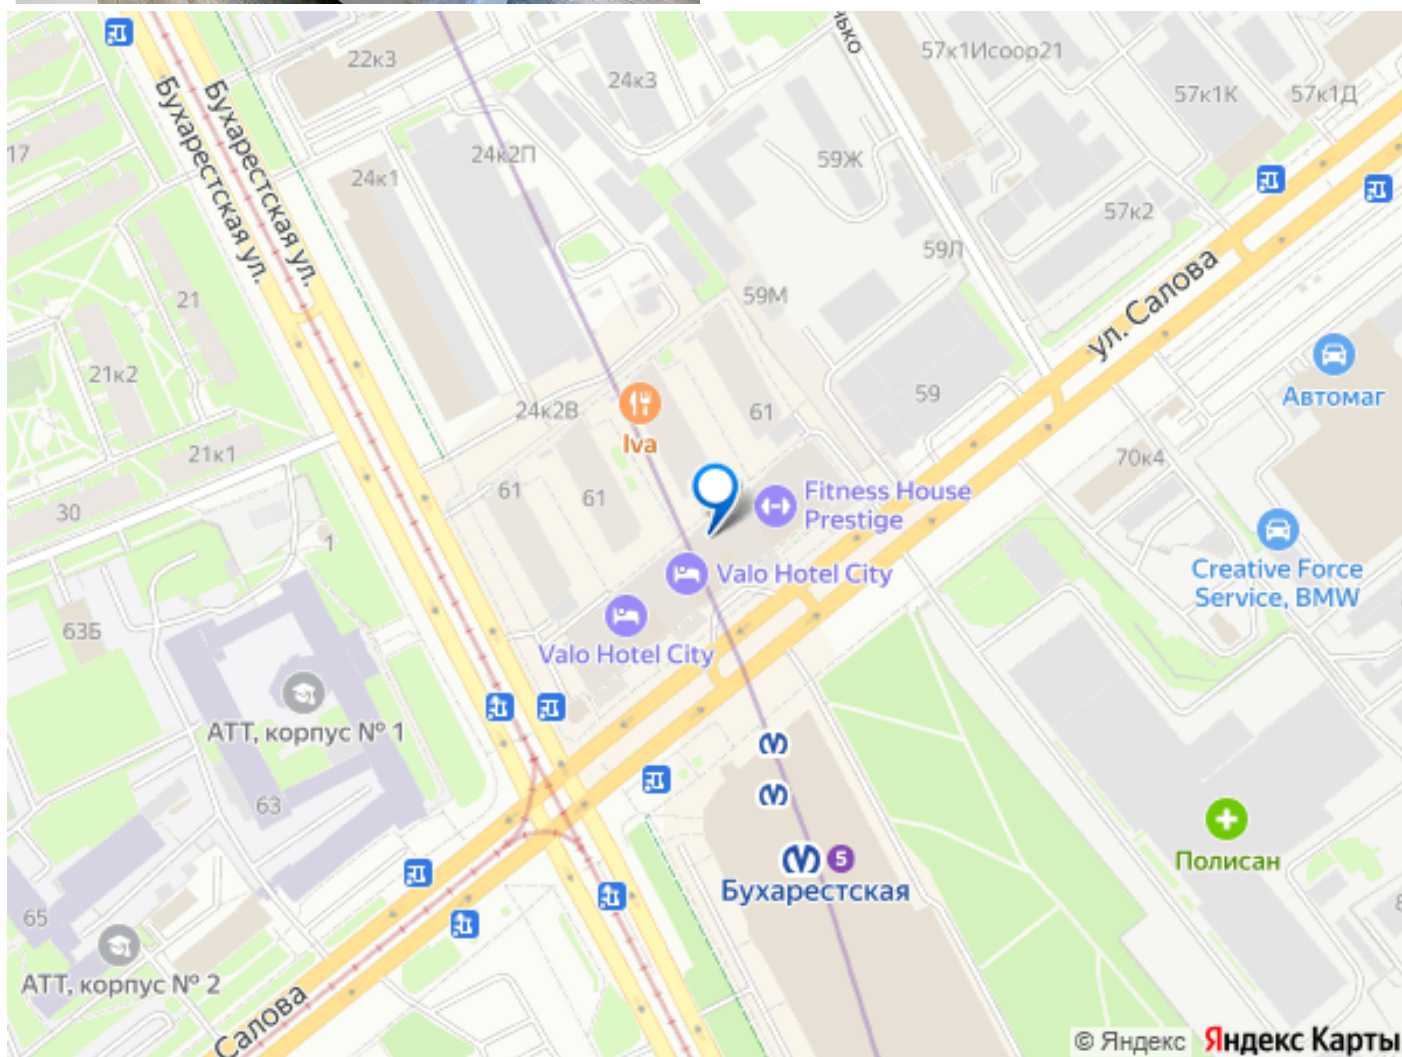 нько
57к1Исоор21
22к3
24к3
57к1К
57к1Д
Бухарестская ул.
Бухарестская ул.
17
24к2П
59Ж
24к1
57к2
59Л
ул. Салова
21
59М
21к2
Автомаг
59
24к2В
61
Iva
21к1
70к4
61
61
Fitness House
Prestige
30
1
Valo Hotel City
Creative Force
Service, BMW
63Б
Valo Hotel City
АТТ, корпус № 1
63
5
Полисан
Бухарестская
65
8
АТТ, корпус № 2
Салова
© Яндекс
Яндекс Карты